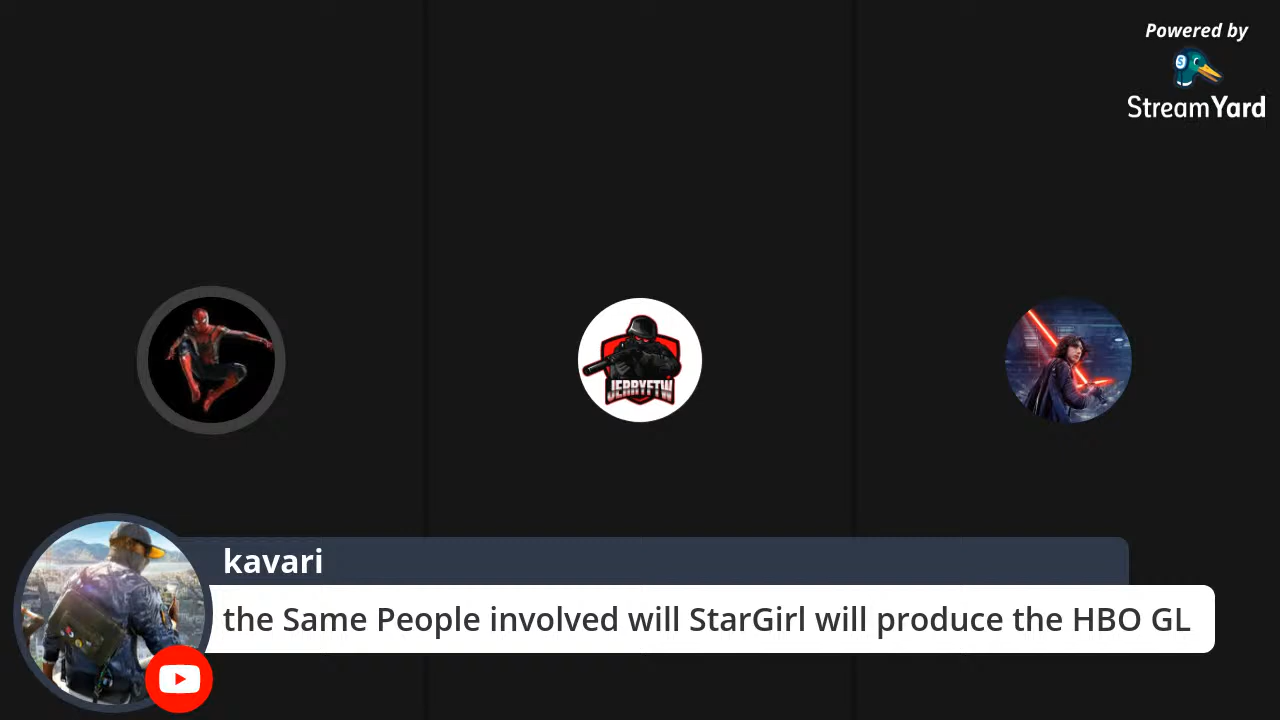 Powered by
S
StreamYard
JERRYFTW
kavari
the Same People involved will StarGirl will produce the HBO GL